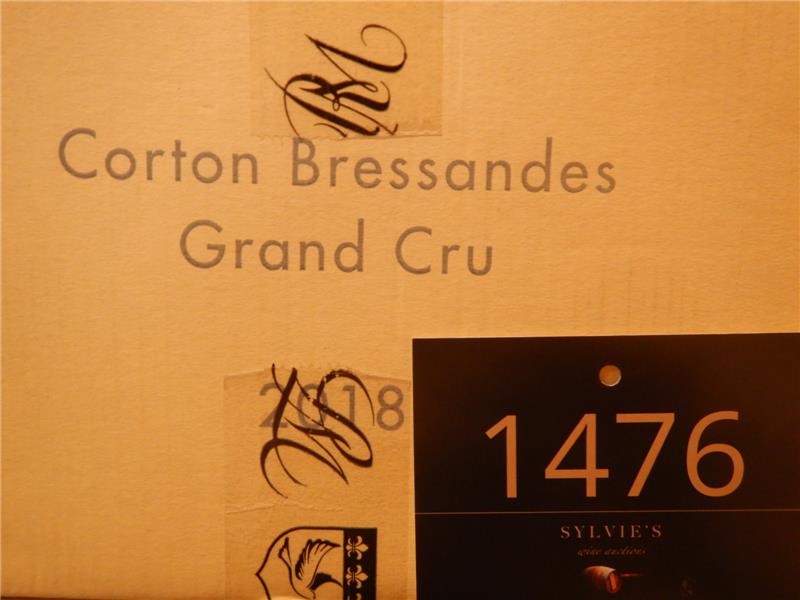 Corton Bressandes
Grand Cru
2018
1476
SYLVIE'S
wine auctions